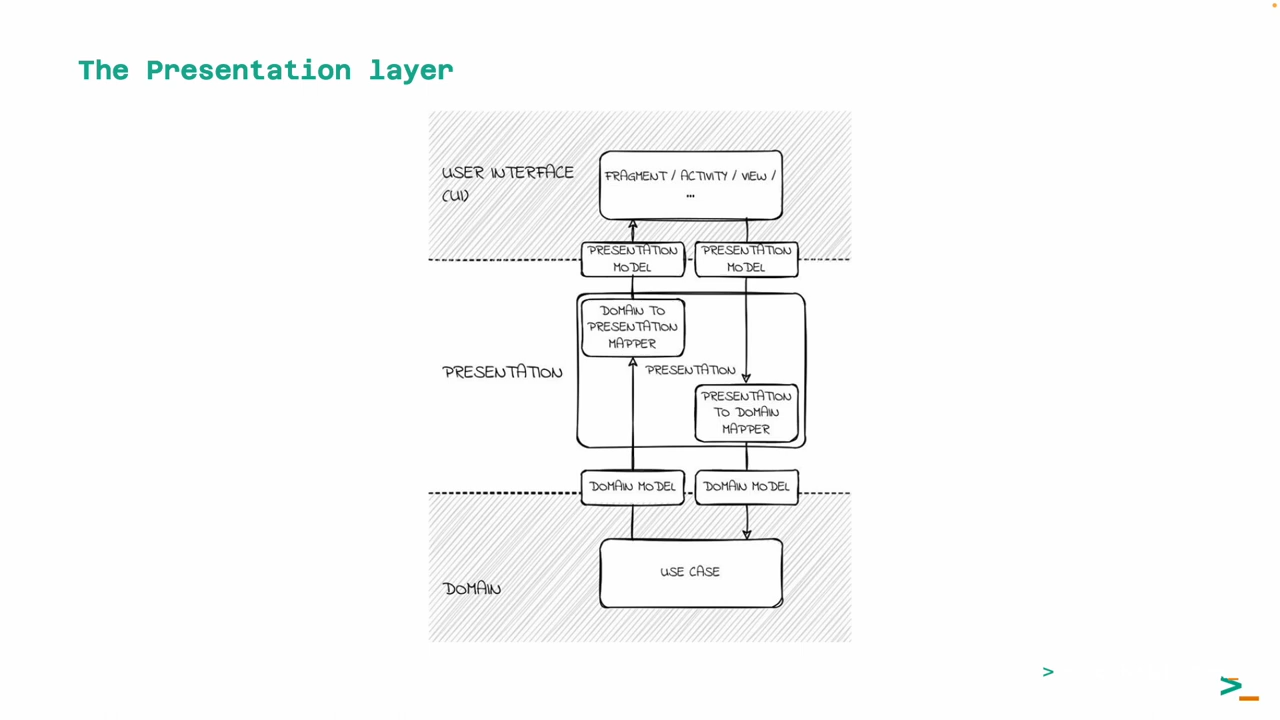 The Presentation layer
USER INTERFACE
(UI)
FRAGMENT / ACTIVITY / VIEW /
...
PRESENTATION
MODEL
PRESENTATION
MODEL
DOMAIN TO
PRESENTATION
MAPPER
PRESENTATION
PRESENTATION
PRESENTATION
TO DOMAIN
MAPPER
DOMAIN MODEL
DOMAIN MODEL
USE CASE
DOMAIN
>
>_